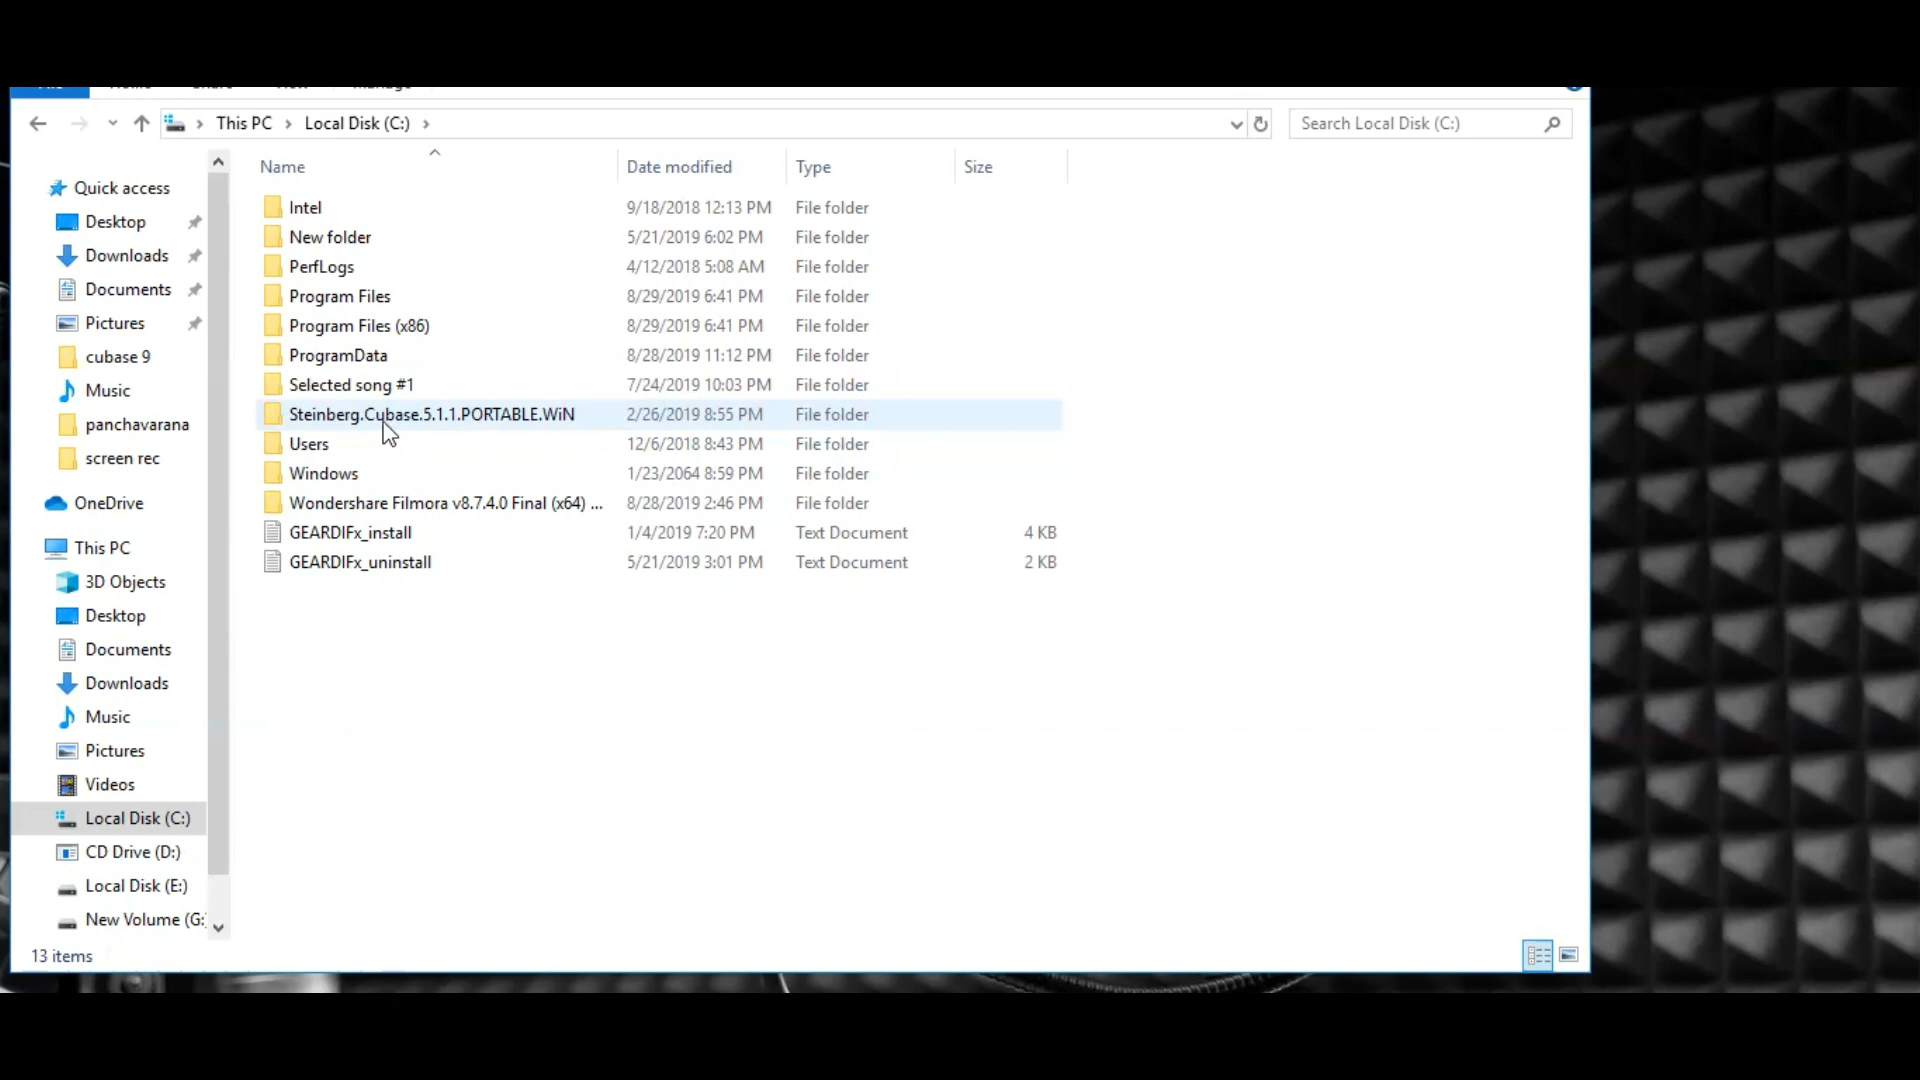 This PC > Local Disk (C:) >
Search Local Disk (C:)
Name
Date modified
Type
Size
Quick access
Desktop
Downloads
Documents
Pictures
cubase 9
Music
panchavarana
screen rec
OneDrive
This PC
3D Objects
Desktop
Documents
Downloads
Music
Pictures
Videos
Local Disk (C:)
CD Drive (D:)
Local Disk (E:)
New Volume (G:
Intel 9/18/2018 12:13 PM File folder
New folder 5/21/2019 6:02 PM File folder
PerfLogs 4/12/2018 5:08 AM File folder
Program Files 8/29/2019 6:41 PM File folder
Program Files (x86) 8/29/2019 6:41 PM File folder
ProgramData 8/28/2019 11:12 PM File folder
Selected song #1 7/24/2019 10:03 PM File folder
Steinberg.Cubase.5.1.1.PORTABLE.WiN 2/26/2019 8:55 PM File folder
Users 12/6/2018 8:43 PM File folder
Windows 1/23/2064 8:59 PM File folder
Wondershare Filmora v8.7.4.0 Final (x64) ... 8/28/2019 2:46 PM File folder
GEARDIFx_install 1/4/2019 7:20 PM Text Document 4 KB
GEARDIFx_uninstall 5/21/2019 3:01 PM Text Document 2 KB
13 items